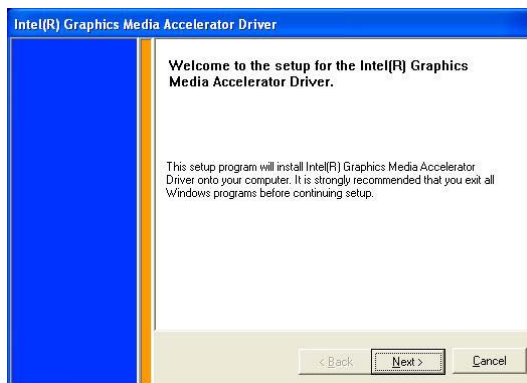 Intel(R) Graphics Media Accelerator Driver
Welcome to the setup for the Intel(R) Graphics
Media Accelerator Driver.
This setup program will install Intel(R) Graphics Media Accelerator
Driver onto your computer. It is strongly recommended that you exit all
Windows programs before continuing setup.
< Back
Next >
Cancel